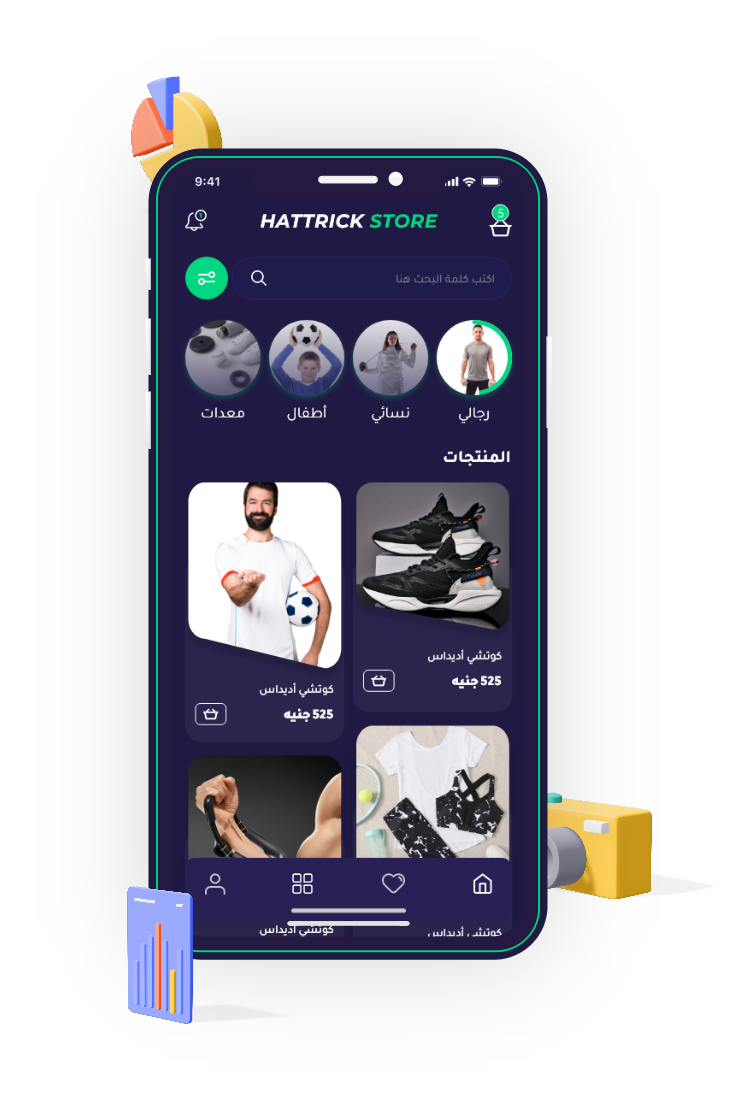 9:41
HATTRICK STORE
5
اكتب كلمة البحث هنا
رجالي
نسائي
أطفال
معدات
المنتجات
كوتشي أديداس
525 جنيه
كوتشي أديداس
525 جنيه
كوتشي أديداس
كوتشي أديداس